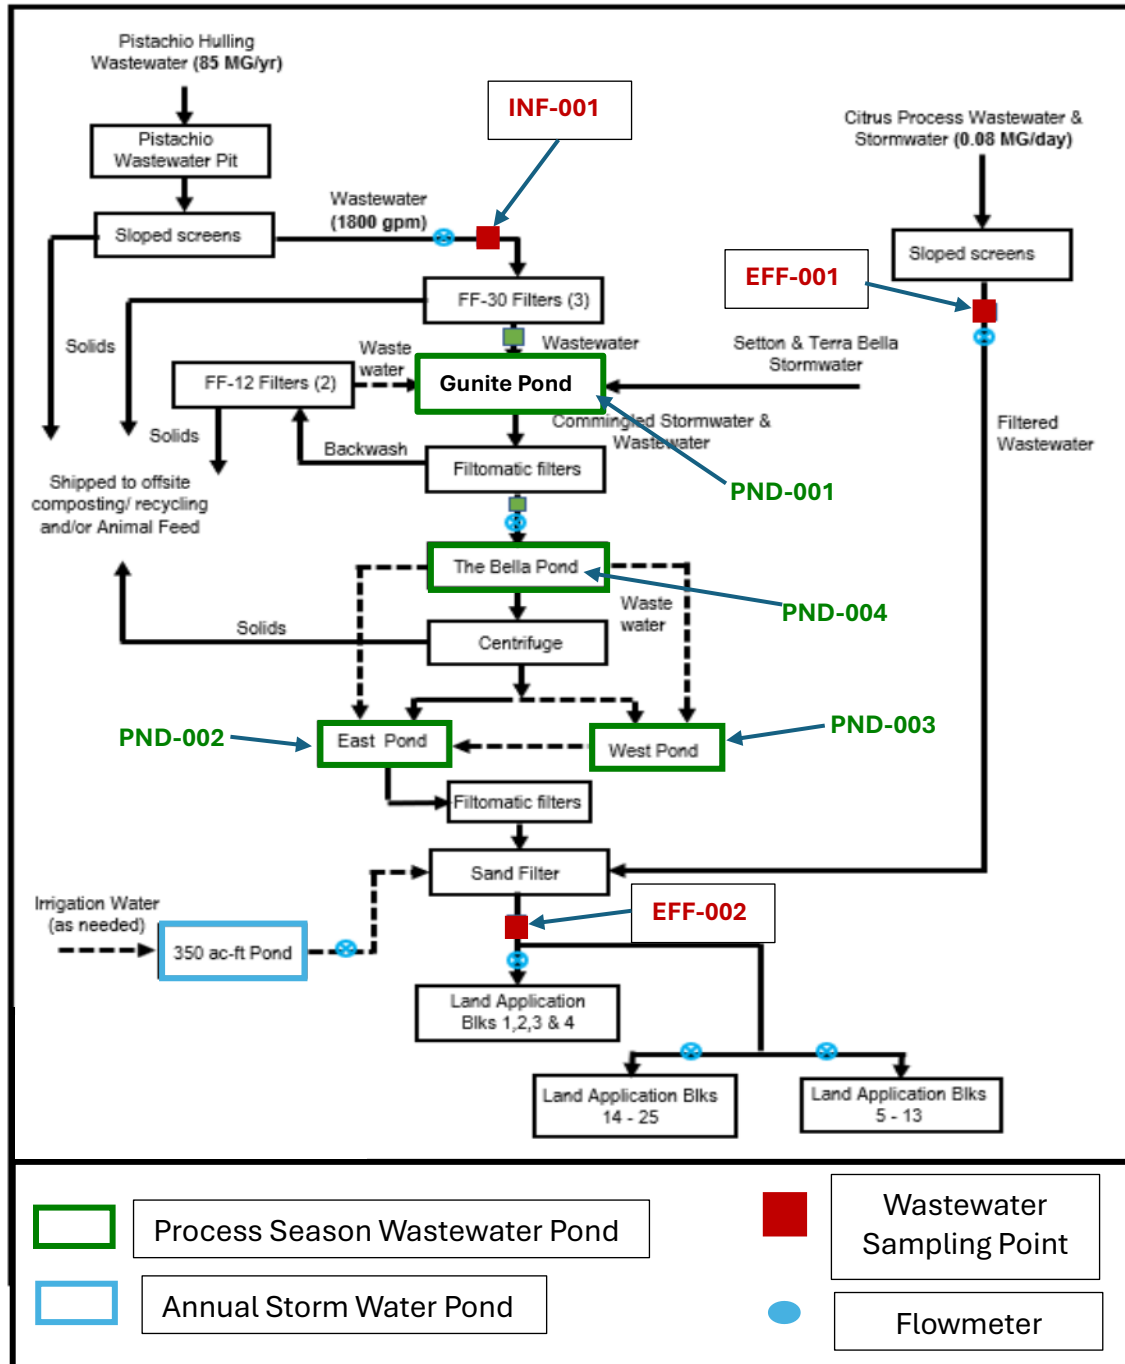 Pistachio Hulling
Wastewater (85 MG/yr)
INF-001
Citrus Process Wastewater &
Stormwater (0.08 MG/day)
Pistachio
Wastewater Pit
Wastewater
(1800 gpm)
Sloped screens
Sloped screens
EFF-001
FF-30 Filters (3)
Solids
Waste
water
Wastewater
Setton & Terra Bella
Stormwater
FF-12 Filters (2)
Gunite Pond
Solids
Backwash
Commingled Stormwater &
Wastewater
Filtered
Wastewater
Filtomatic filters
Shipped to offsite
composting/ recycling
and/or Animal Feed
PND-001
The Bella Pond
Waste
water
PND-004
Solids
Centrifuge
PND-002
East Pond
West Pond
PND-003
Filtomatic filters
Sand Filter
Irrigation Water
(as needed)
EFF-002
350 ac-ft Pond
Land Application
Blks 1,2,3 & 4
Land Application Blks
14 - 25
Land Application Blks
5 - 13
Process Season Wastewater Pond
Wastewater
Sampling Point
Annual Storm Water Pond
Flowmeter